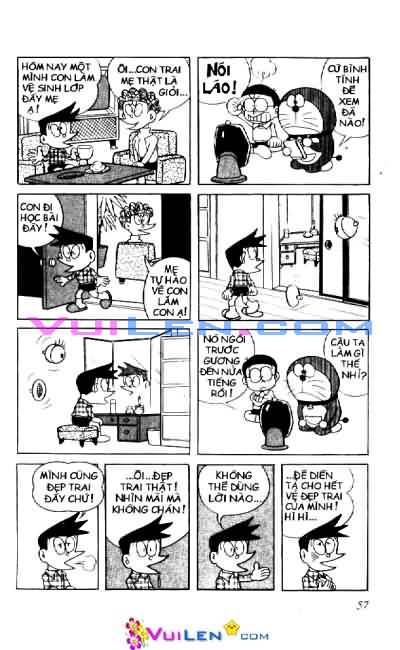 HÔM NAY MỘT
MÌNH CON LÀM
VỆ SINH LỚP
ĐẤY MẸ
Ạ!
ÔI...CON TRAI
MẸ THẬT LÀ
GIỎI...
NÓI
LÁO!
CỨ BÌNH
TĨNH
ĐỂ
XEM
ĐÃ
NÀO!
CON ĐI
HỌC BÀI
ĐÂY!
MẸ
TỰ HÀO
VỀ CON
LẮM
CON Ạ!
NÓ NGỒI
TRƯỚC
GƯƠNG
ĐẾN NỬA
TIẾNG
RỒI!
CẬU TA
LÀM GÌ
THẾ
NHỈ?
MÌNH CŨNG
ĐẸP TRAI
ĐẤY CHỨ!
...ÔI...ĐẸP
TRAI THẬT!
NHÌN MÃI MÀ
KHÔNG CHÁN!
KHÔNG
THỂ DÙNG
LỜI NÀO...
...ĐỂ DIỄN
TẢ CHO HẾT
VẺ ĐẸP TRAI
CỦA MÌNH!
HÌ HÌ...
57
VUILEN.COM
VUILEN.COM